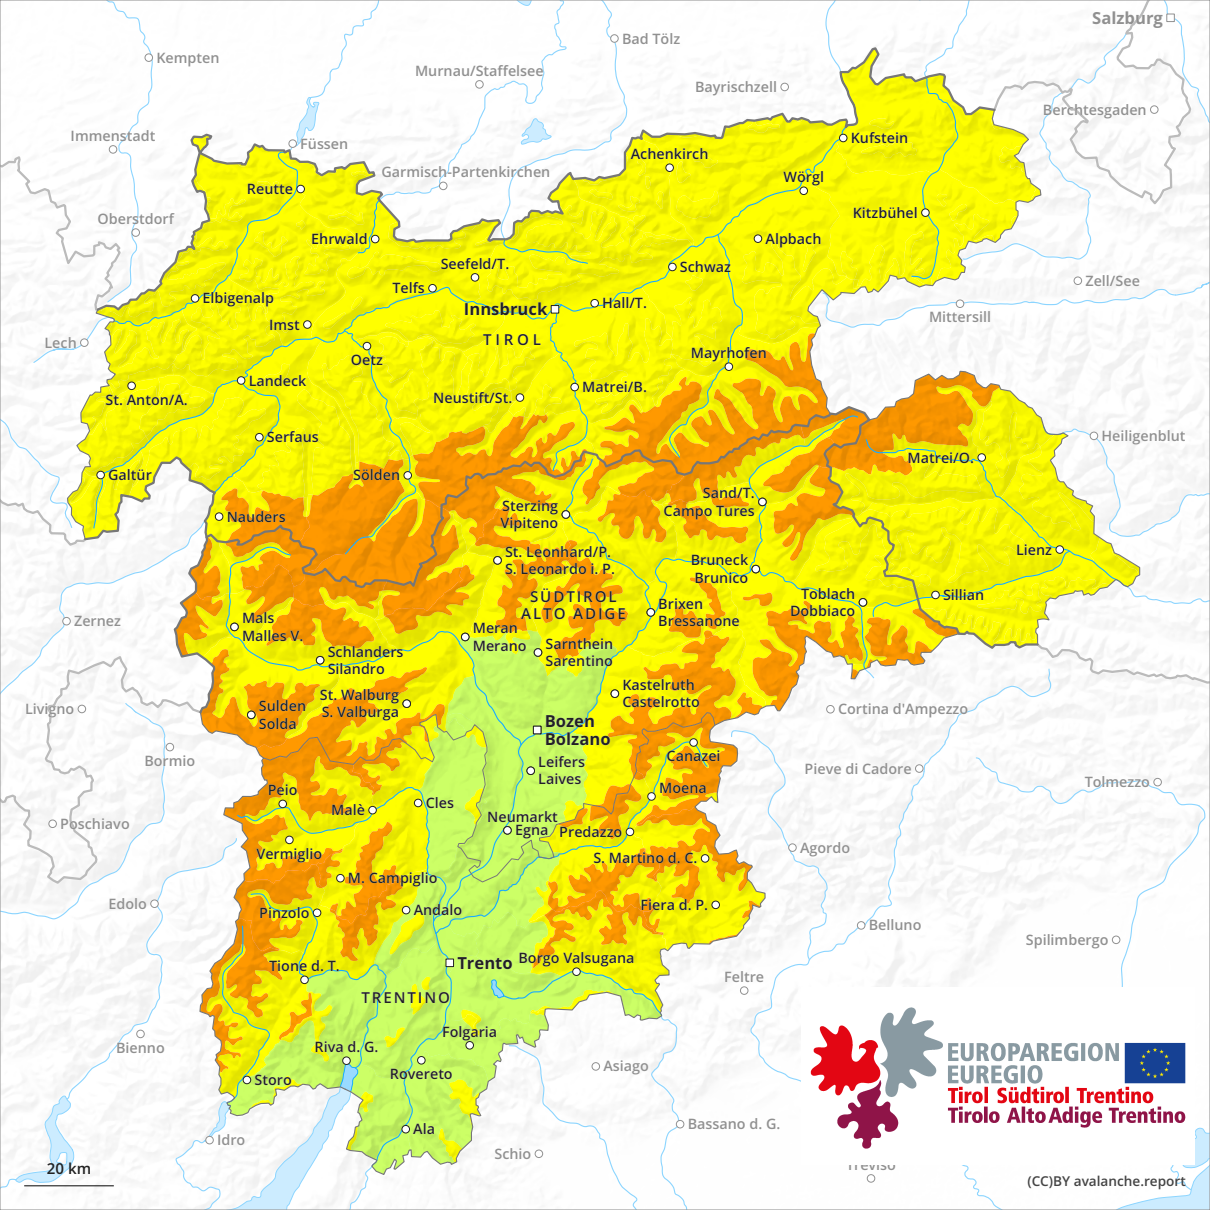 Salzburg
Bad Tölz
Kempten
Murnau/Staffelsee
Bayrischzell
Berchtesgaden
Immenstadt
Füssen
Kufstein
Achenkirch
Garmisch-Partenkirchen
Wörgl
Reutte
Oberstdorf
Kitzbühel
Ehrwald
Alpbach
Seefeld/T.
Schwaz
Zell/See
Telfs
Elbigenalp
Hall/T.
Innsbruck
Mittersill
Imst
TIROL
Lech
Oetz
Mayrhofen
Landeck
Matrei/B.
St. Anton/A.
Neustift/St.
Serfaus
Heiligenblut
Matrei/O.
Galtür
Sölden
Sand/T.
Campo Tures
Sterzing
Vipiteno
Nauders
St. Leonhard/P.
S. Leonardo i. P.
Lienz
Bruneck
Brunico
SÜDTIROL
ALTO ADIGE
Toblach
Dobbiaco
Sillian
Brixen
Bressanone
Zernez
Mals
Malles V.
Meran
Merano
Sarnthein
Sarentino
Schlanders
Silandro
Kastelruth
Castelrotto
St. Walburg
S. Valburga
Livigno
Sulden
Solda
Cortina d'Ampezzo
Bozen
Bolzano
Bormio
Canazei
Leifers
Laives
Pieve di Cadore
Tolmezzo
Peio
Moena
Malè
Cles
Neumarkt
Egna
Predazzo
Poschiavo
Agordo
Vermiglio
S. Martino d. C.
M. Campiglio
Edolo
Pinzolo
Andalo
Fiera d. P.
Belluno
Spilimbergo
Borgo Valsugana
Trento
Tione d. T.
Feltre
TRENTINO
Folgaria
Bienno
Riva d. G.
Rovereto
Asiago
Storo
Bassano d. G.
Ala
Idro
Schio
Treviso
EUROPAREGION
EUREGIO
Tirol Südtirol Trentino
Tirolo Alto Adige Trentino
20 km
(CC)BY avalanche.report